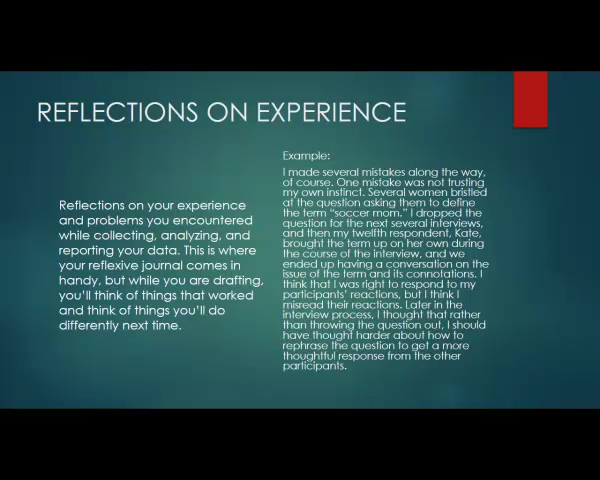 REFLECTIONS ON EXPERIENCE
Reflections on your experience
and problems you encountered
while collecting, analyzing, and
reporting your data. This is where
your reflexive journal comes in
handy, but while you are drafting,
you'll think of things that worked
and think of things you'll do
differently next time.
Example:
I made several mistakes along the way,
of course. One mistake was not trusting
my own instinct. Several women bristled
at the question asking them to define
the term "soccer mom." I dropped the
question for the next several interviews,
and then my twelfth respondent, Kate,
brought the term up on her own during
the course of the interview, and we
ended up having a conversation on the
issue of the term and its connotations. I
think that I was right to respond to my
participants' reactions, but I think I
misread their reactions. Later in the
interview process, I thought that rather
than throwing the question out, I should
have thought harder about how to
rephrase the question to get a more
thoughtful response from the other
participants.